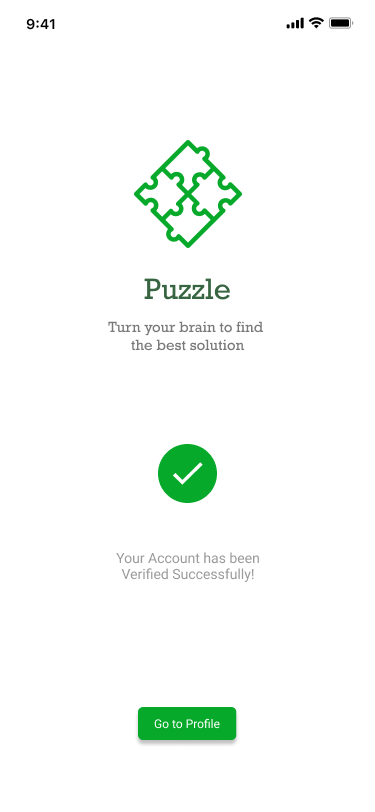 9:41
Puzzle
Turn your brain to find
the best solution
Your Account has been
Verified Successfully!
Go to Profile